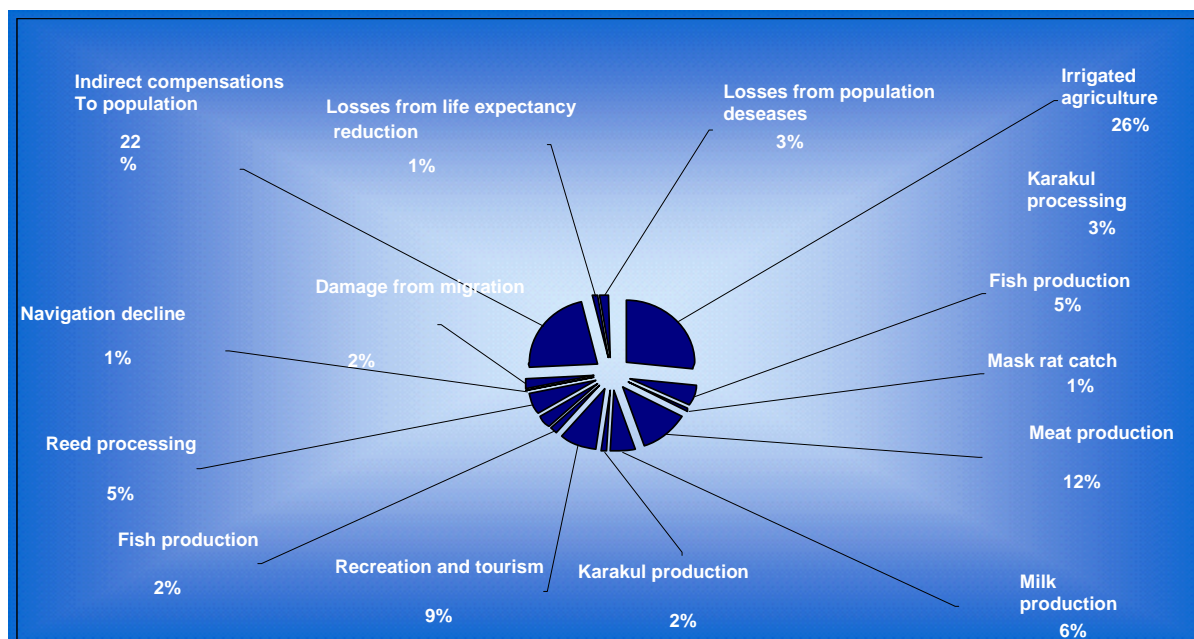 Indirect compensations
To population
22
%
Losses from life expectancy
reduction
1%
Losses from population
deseases
3%
Irrigated
agriculture
26%
Karakul
processing
3%
Damage from migration
2%
Fish production
5%
Navigation decline
1%
Mask rat catch
1%
Reed processing
5%
Meat production
12%
Fish production
2%
Recreation and tourism
9%
Karakul production
2%
Milk
production
6%